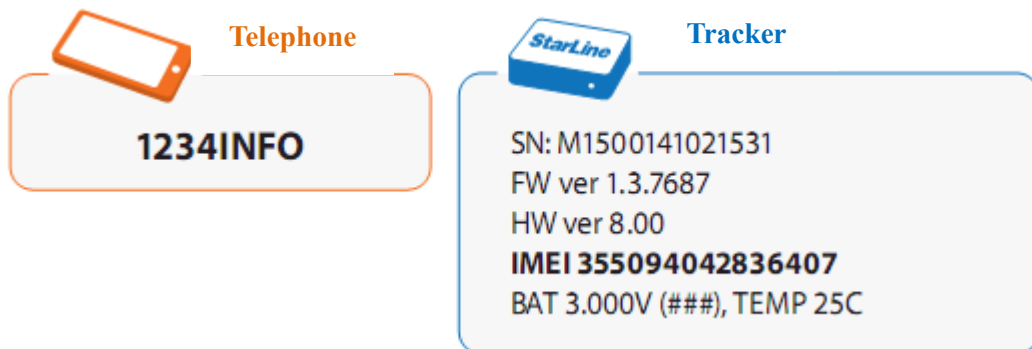 Telephone
1234INFO
StarLine
Tracker
SN: M1500141021531
FW ver 1.3.7687
HW ver 8.00
IMEI 355094042836407
BAT 3.000V (###), TEMP 25C